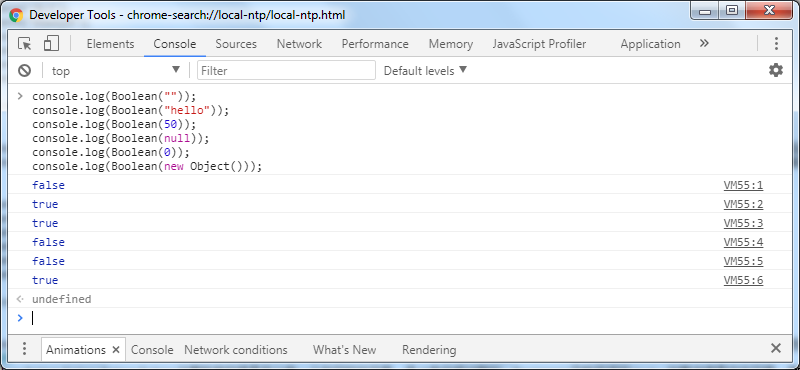 Developer Tools - chrome-search://local-ntp/local-ntp.html
Elements Console Sources Network Performance Memory JavaScript Profiler Application »
top Filter Default levels
console.log(Boolean(""));
console.log(Boolean("hello"));
console.log(Boolean(50));
console.log(Boolean(null));
console.log(Boolean(0));
console.log(Boolean(new Object()));
false VM55:1
true VM55:2
true VM55:3
false VM55:4
false VM55:5
true VM55:6
undefined
Animations Console Network conditions What's New Rendering